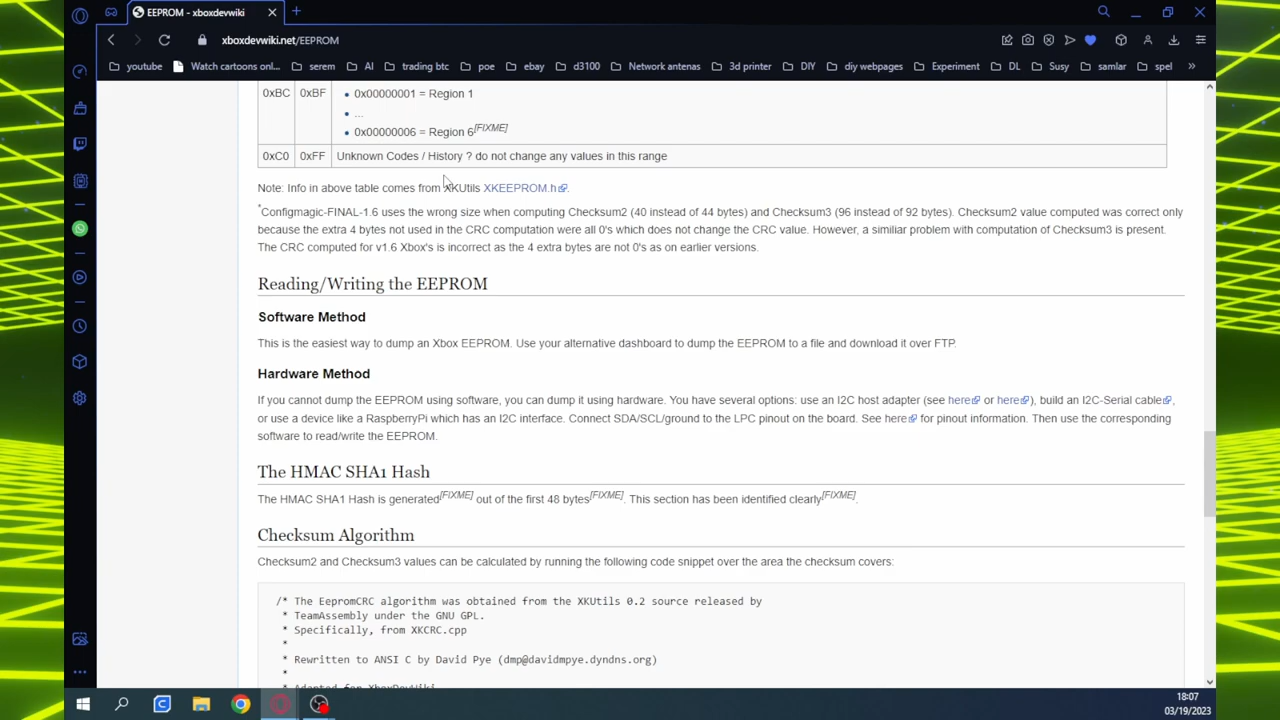 EEPROM - xboxdevwiki
xboxdevwiki.net/EEPROM
youtube Watch cartoons onl... serem AI trading btc poe ebay d3100 Network antenas 3d printer DIY diy webpages Experiment DL Susy samlar spel »
0xBC 0xBF 0x00000001 = Region 1
...
0x00000006 = Region 6[FIXME]
0xC0 0xFF Unknown Codes / History ? do not change any values in this range
Note: Info in above table comes from XKUtils XKEEPROM.h.
*Configmagic-FINAL-1.6 uses the wrong size when computing Checksum2 (40 instead of 44 bytes) and Checksum3 (96 instead of 92 bytes). Checksum2 value computed was correct only
because the extra 4 bytes not used in the CRC computation were all 0's which does not change the CRC value. However, a similiar problem with computation of Checksum3 is present.
The CRC computed for v1.6 Xbox's is incorrect as the 4 extra bytes are not 0's as on earlier versions.
Reading/Writing the EEPROM
Software Method
This is the easiest way to dump an Xbox EEPROM. Use your alternative dashboard to dump the EEPROM to a file and download it over FTP.
Hardware Method
If you cannot dump the EEPROM using software, you can dump it using hardware. You have several options: use an I2C host adapter (see here or here), build an I2C-Serial cable,
or use a device like a RaspberryPi which has an I2C interface. Connect SDA/SCL/ground to the LPC pinout on the board. See here for pinout information. Then use the corresponding
software to read/write the EEPROM.
The HMAC SHA1 Hash
The HMAC SHA1 Hash is generated[FIXME] out of the first 48 bytes[FIXME]. This section has been identified clearly[FIXME].
Checksum Algorithm
Checksum2 and Checksum3 values can be calculated by running the following code snippet over the area the checksum covers:
/* The EepromCRC algorithm was obtained from the XKUtils 0.2 source released by
* TeamAssembly under the GNU GPL.
* Specifically, from XKCRC.cpp
*
* Rewritten to ANSI C by David Pye (dmp@davidmpye.dyndns.org)
*
* Adapted for XboxDevWiki
18:07
03/19/2023